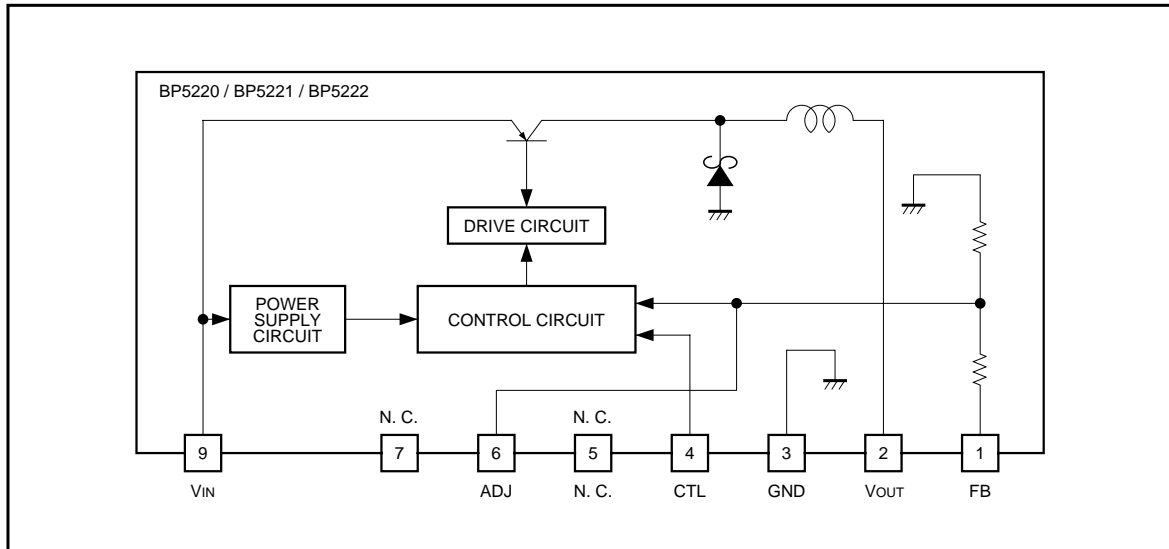 BP5220 / BP5221 / BP5222
DRIVE CIRCUIT
POWER
SUPPLY
CIRCUIT
CONTROL CIRCUIT
N. C.
N. C.
9
7
6
5
4
3
2
1
VIN
ADJ
N. C.
CTL
GND
VOUT
FB